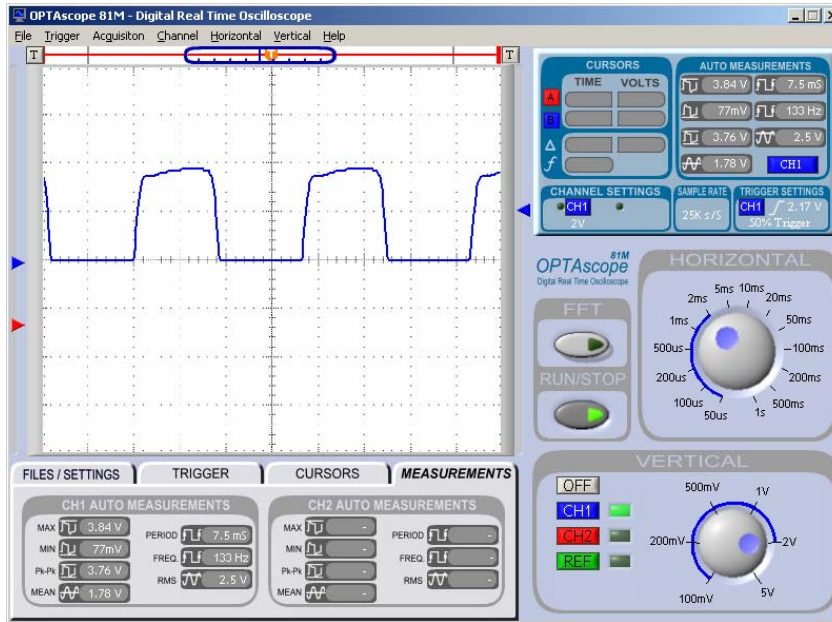 OPTAscope 81M - Digital Real Time Oscilloscope
File Trigger Acquisiton Channel Horizontal Vertical Help
T T T
CURSORS
TIME VOLTS
A
B
Δ
f
AUTO MEASUREMENTS
3.84 V 7.5 mS
77mV 133 Hz
3.76 V 2.5 V
1.78 V CH1
CHANNEL SETTINGS
CH1
2V
SAMPLE RATE
25K s/S
TRIGGER SETTINGS
CH1 2.17 V
50% Trigger
81M
OPTAscope
Digital Real Time Oscilloscope
FFT
RUN/STOP
HORIZONTAL
5ms 10ms
2ms 20ms
1ms 50ms
500us 100ms
200us 200ms
100us 500ms
50us 1s
FILES / SETTINGS TRIGGER CURSORS MEASUREMENTS
CH1 AUTO MEASUREMENTS
MAX 3.84 V
MIN 77mV
Pk-Pk 3.76 V
MEAN 1.78 V
PERIOD 7.5 mS
FREQ. 133 Hz
RMS 2.5 V
CH2 AUTO MEASUREMENTS
MAX -
MIN -
Pk-Pk -
MEAN -
PERIOD -
FREQ. -
RMS -
VERTICAL
OFF
CH1
CH2
REF
500mV 1V
200mV 2V
100mV 5V